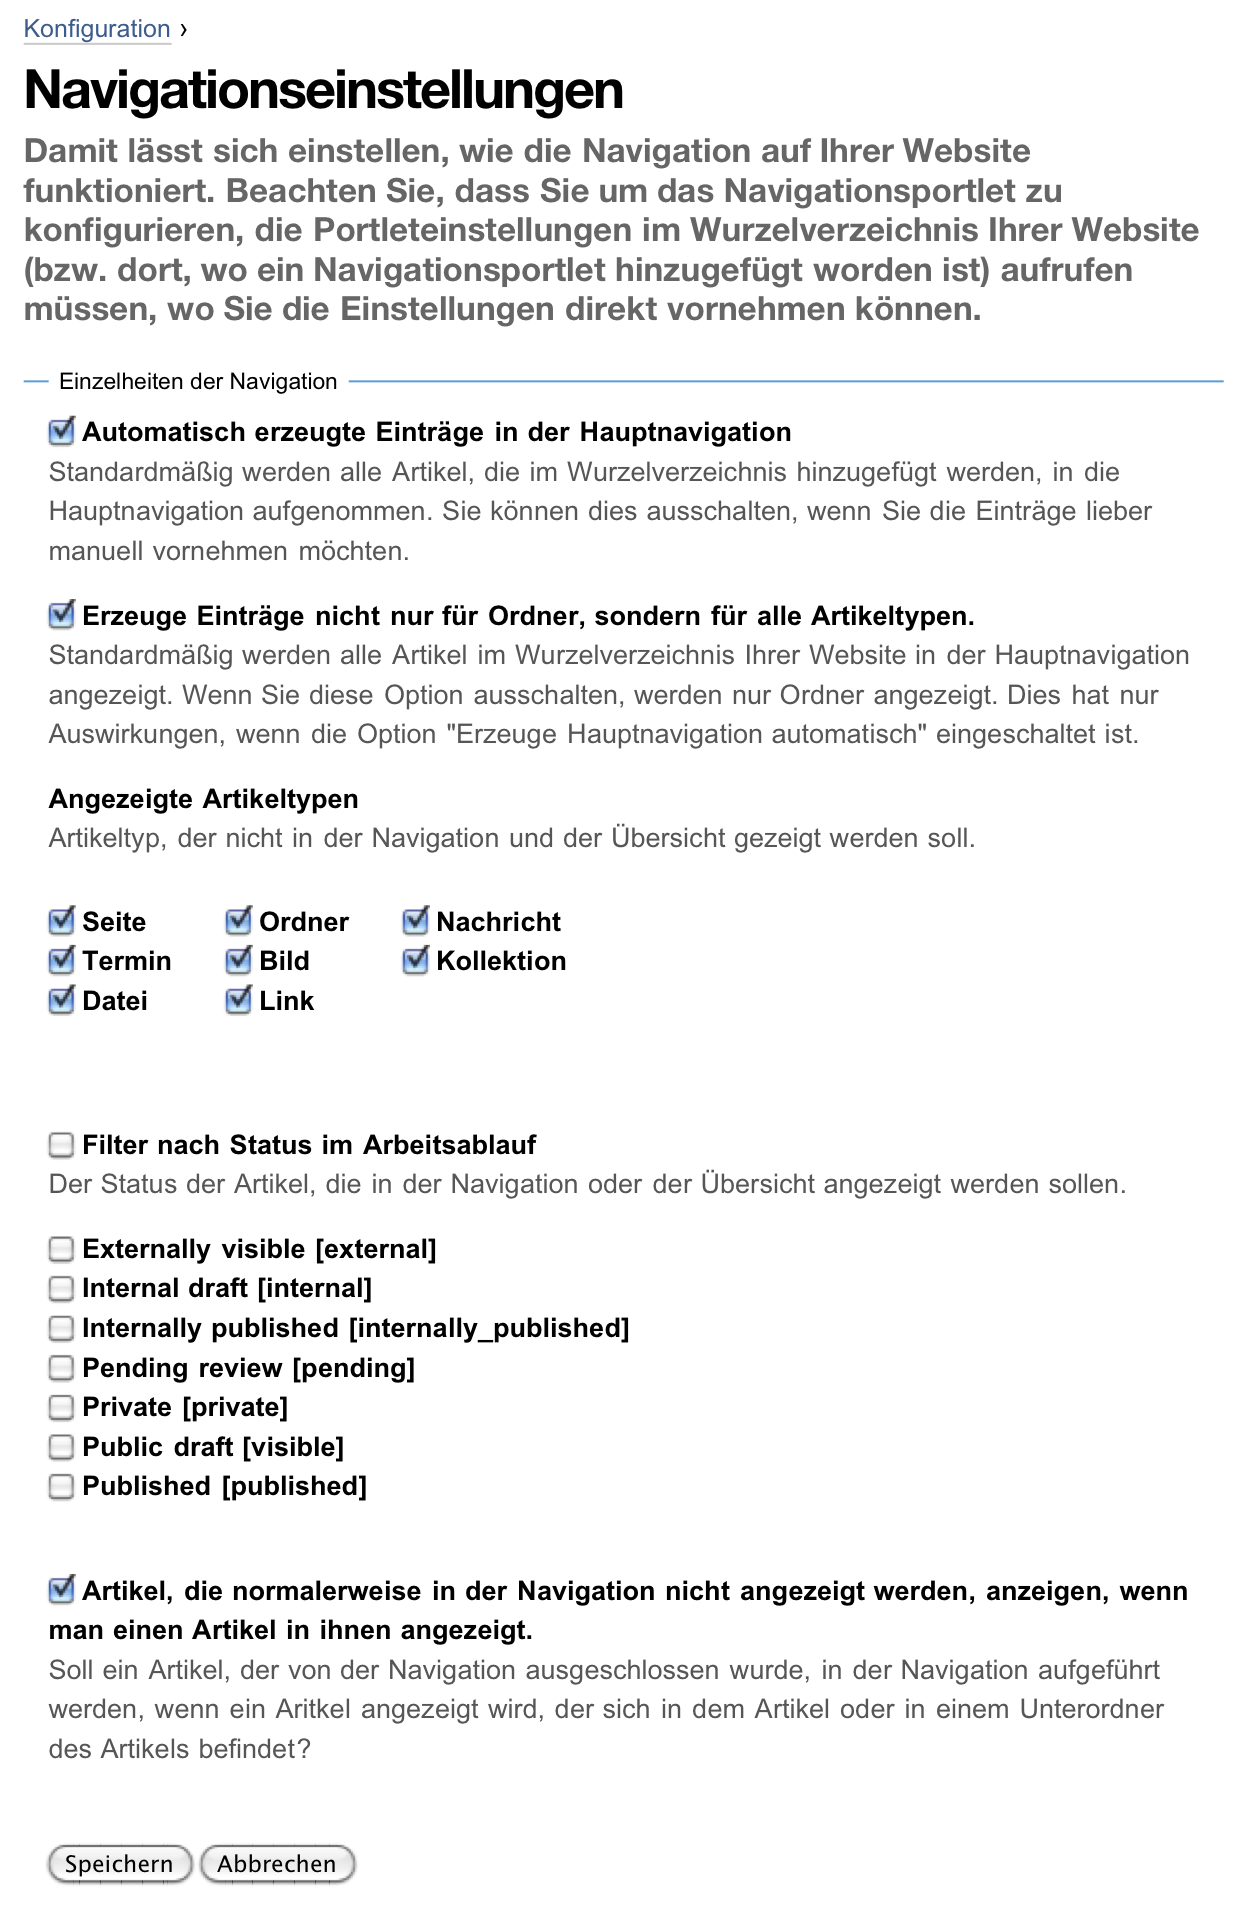 Konfiguration ›
Navigationseinstellungen
Damit lässt sich einstellen, wie die Navigation auf Ihrer Website
funktioniert. Beachten Sie, dass Sie um das Navigationsportlet zu
konfigurieren, die Portleteinstellungen im Wurzelverzeichnis Ihrer Website
(bzw. dort, wo ein Navigationsportlet hinzugefügt worden ist) aufrufen
müssen, wo Sie die Einstellungen direkt vornehmen können.
Einzelheiten der Navigation
Automatisch erzeugte Einträge in der Hauptnavigation
Standardmäßig werden alle Artikel, die im Wurzelverzeichnis hinzugefügt werden, in die
Hauptnavigation aufgenommen. Sie können dies ausschalten, wenn Sie die Einträge lieber
manuell vornehmen möchten.
Erzeuge Einträge nicht nur für Ordner, sondern für alle Artikeltypen.
Standardmäßig werden alle Artikel im Wurzelverzeichnis Ihrer Website in der Hauptnavigation
angezeigt. Wenn Sie diese Option ausschalten, werden nur Ordner angezeigt. Dies hat nur
Auswirkungen, wenn die Option "Erzeuge Hauptnavigation automatisch" eingeschaltet ist.
Angezeigte Artikeltypen
Artikeltyp, der nicht in der Navigation und der Übersicht gezeigt werden soll.
Seite Ordner Nachricht
Termin Bild Kollektion
Datei Link
Filter nach Status im Arbeitsablauf
Der Status der Artikel, die in der Navigation oder der Übersicht angezeigt werden sollen.
Externally visible [external]
Internal draft [internal]
Internally published [internally_published]
Pending review [pending]
Private [private]
Public draft [visible]
Published [published]
Artikel, die normalerweise in der Navigation nicht angezeigt werden, anzeigen, wenn
man einen Artikel in ihnen angezeigt.
Soll ein Artikel, der von der Navigation ausgeschlossen wurde, in der Navigation aufgeführt
werden, wenn ein Aritkel angezeigt wird, der sich in dem Artikel oder in einem Unterordner
des Artikels befindet?
Speichern Abbrechen